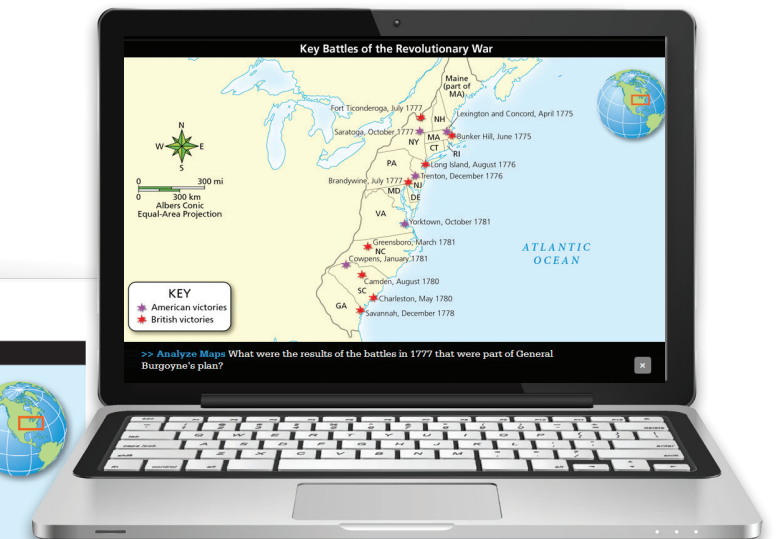 Key Battles of the Revolutionary War
Maine
(part of
MA)
Fort Ticonderoga, July 1777
Lexington and Concord, April 1775
NH
Saratoga, October 1777
MA
Bunker Hill, June 1775
NY
CT
RI
PA
Long Island, August 1776
Trenton, December 1776
Brandywine, July 1777
NJ
MD
DE
VA
Yorktown, October 1781
Greensboro, March 1781
NC
Cowpens, January, 1781
Camden, August 1780
SC
Charleston, May 1780
GA
Savannah, December 1778
ATLANTIC
OCEAN
N
W
E
S
0
300 mi
0
300 km
Albers Conic
Equal-Area Projection
KEY
American victories
British victories
>> Analyze Maps What were the results of the battles in 1777 that were part of General
Burgoyne's plan?
x